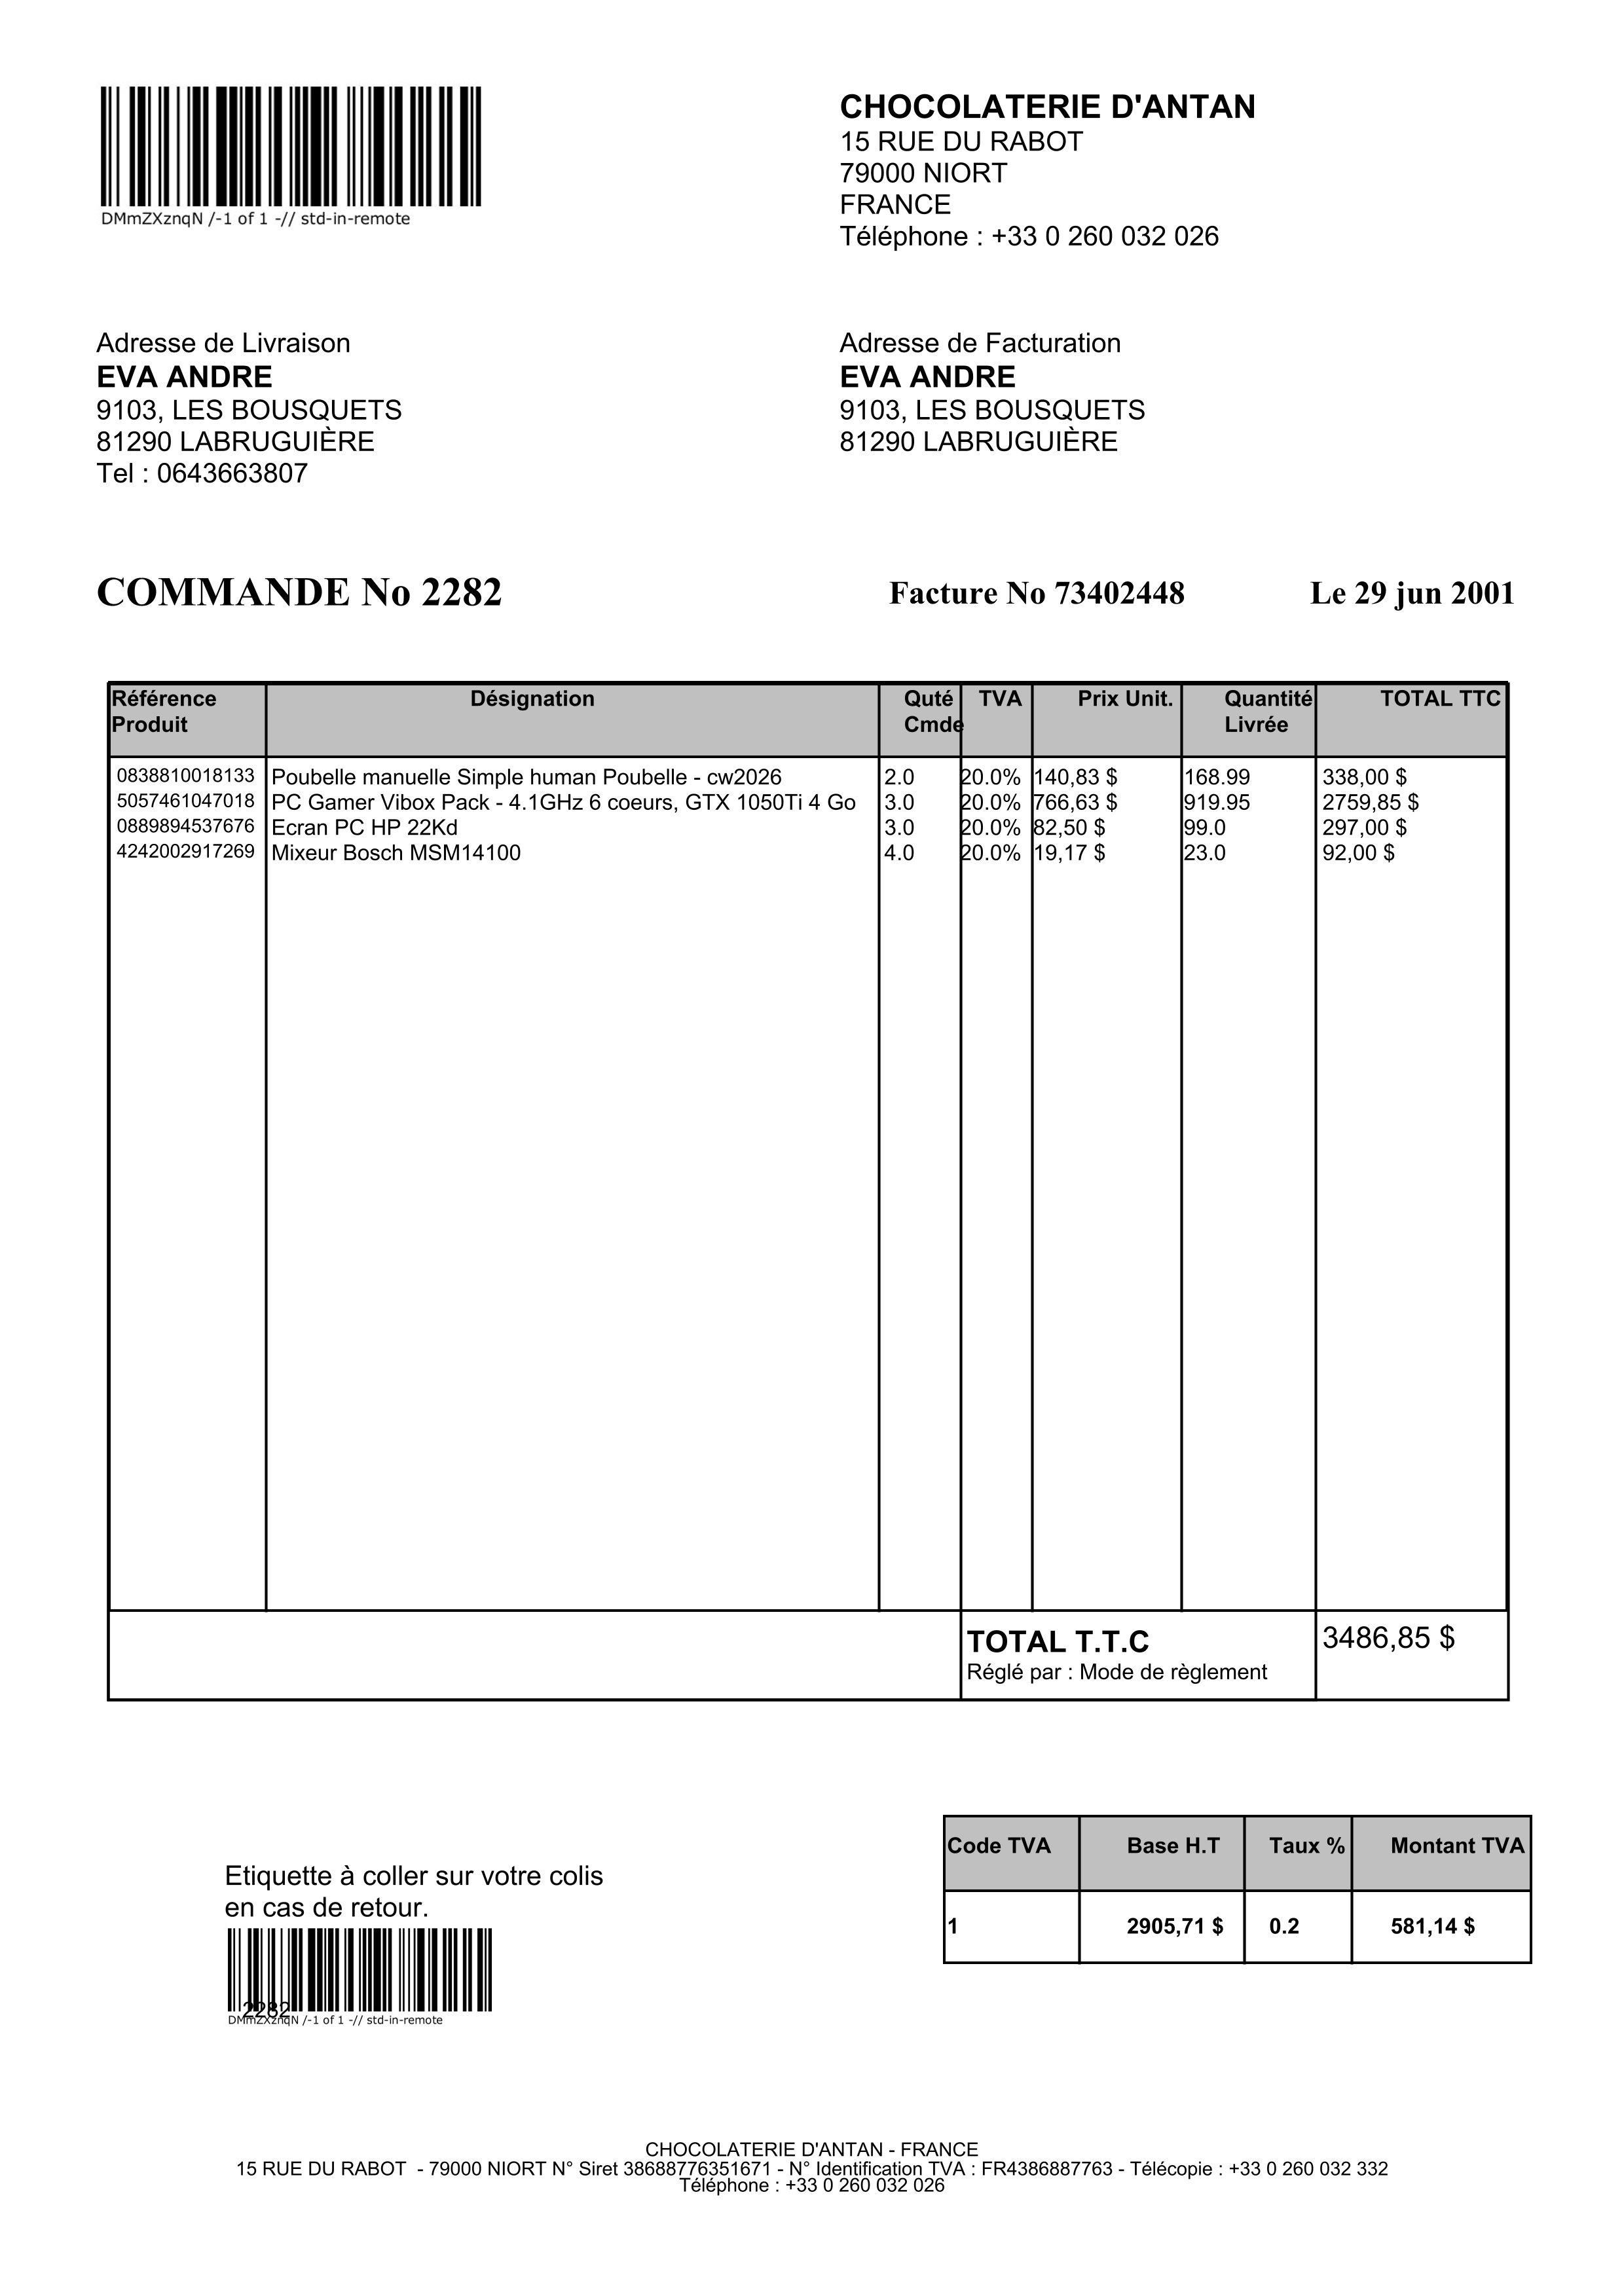 DMmZXznqN /-1 of 1 -// std-in-remote
CHOCOLATERIE D'ANTAN
15 RUE DU RABOT
79000 NIORT
FRANCE
Téléphone : +33 0 260 032 026
Adresse de Livraison
EVA ANDRE
9103, LES BOUSQUETS
81290 LABRUGUIÈRE
Tel : 0643663807
Adresse de Facturation
EVA ANDRE
9103, LES BOUSQUETS
81290 LABRUGUIÈRE
COMMANDE No 2282 Facture No 73402448 Le 29 jun 2001
Référence Produit Désignation Quté Cmde TVA Prix Unit. Quantité Livrée TOTAL TTC
0838810018133 Poubelle manuelle Simple human Poubelle - cw2026 2.0 20.0% 140,83 $ 168.99 338,00 $
5057461047018 PC Gamer Vibox Pack - 4.1GHz 6 coeurs, GTX 1050Ti 4 Go 3.0 20.0% 766,63 $ 919.95 2759,85 $
0889894537676 Ecran PC HP 22Kd 3.0 20.0% 82,50 $ 99.0 297,00 $
4242002917269 Mixeur Bosch MSM14100 4.0 20.0% 19,17 $ 23.0 92,00 $
TOTAL T.T.C 3486,85 $
Réglé par : Mode de règlement
Code TVA Base H.T Taux % Montant TVA
1 2905,71 $ 0.2 581,14 $
Etiquette à coller sur votre colis
en cas de retour.
2282
DMmZXznqN /-1 of 1 -// std-in-remote
CHOCOLATERIE D'ANTAN - FRANCE
15 RUE DU RABOT - 79000 NIORT N° Siret 38688776351671 - N° Identification TVA : FR4386887763 - Télécopie : +33 0 260 032 332
Téléphone : +33 0 260 032 026